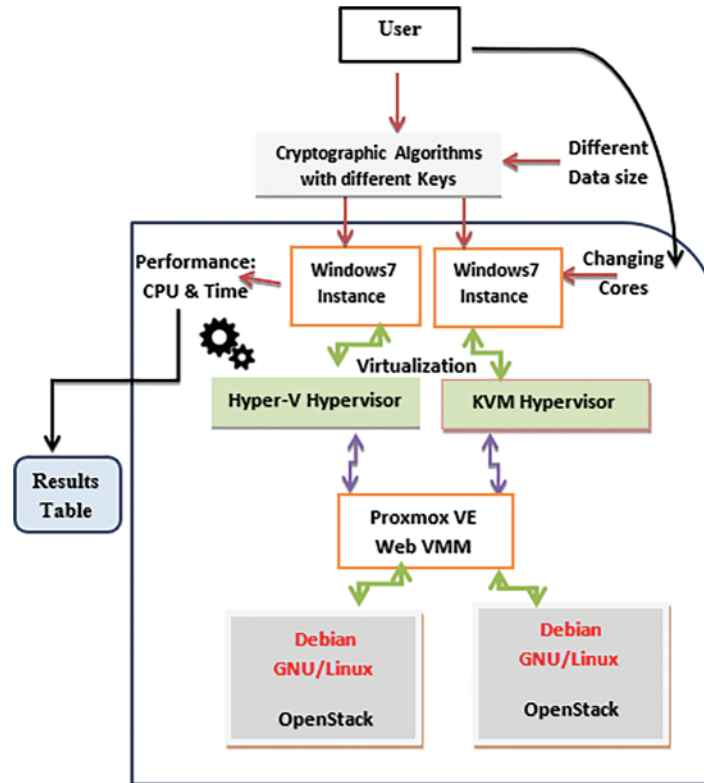 User
Cryptographic Algorithms
with different Keys
Different
Data size
Performance:
CPU & Time
Windows7
Instance
Windows7
Instance
Changing
Cores
Virtualization
Hyper-V Hypervisor
KVM Hypervisor
Results
Table
Proxmox VE
Web VMM
Debian
GNU/Linux
OpenStack
Debian
GNU/Linux
OpenStack